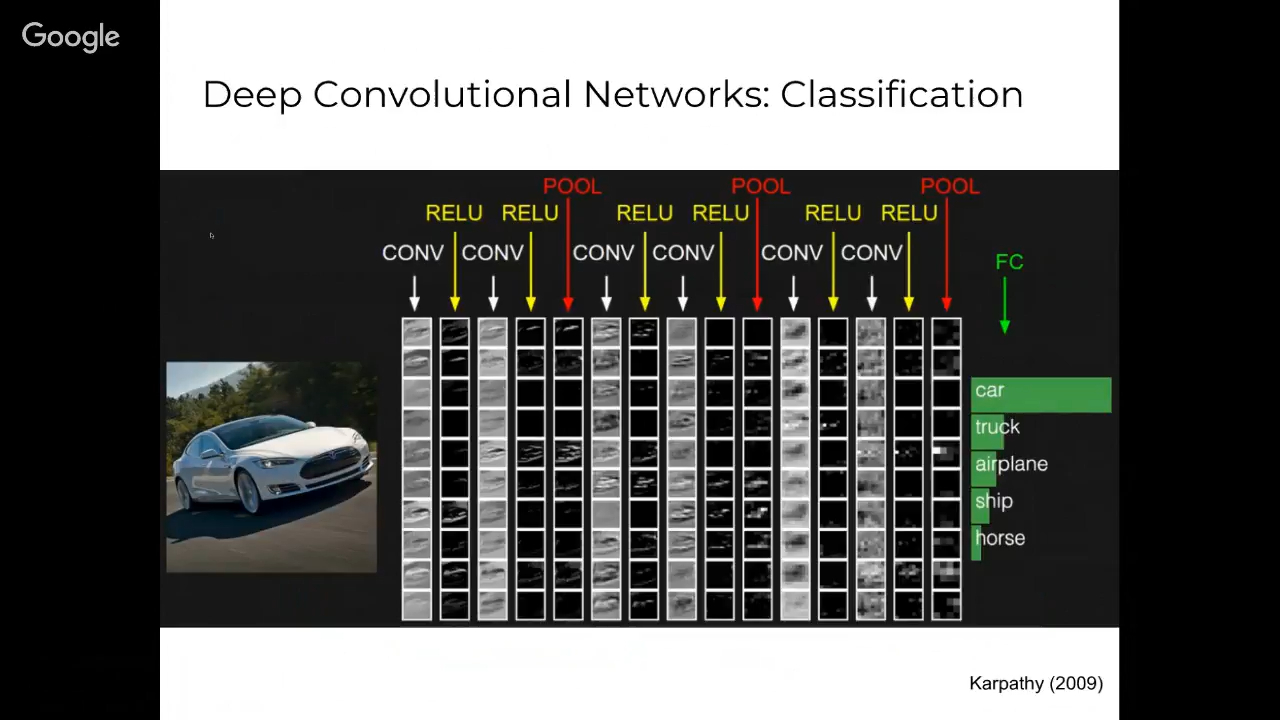 Google
Deep Convolutional Networks: Classification
POOL POOL POOL
RELU RELU RELU RELU RELU RELU
CONV CONV CONV CONV CONV CONV
FC
car
truck
airplane
ship
horse
Karpathy (2009)